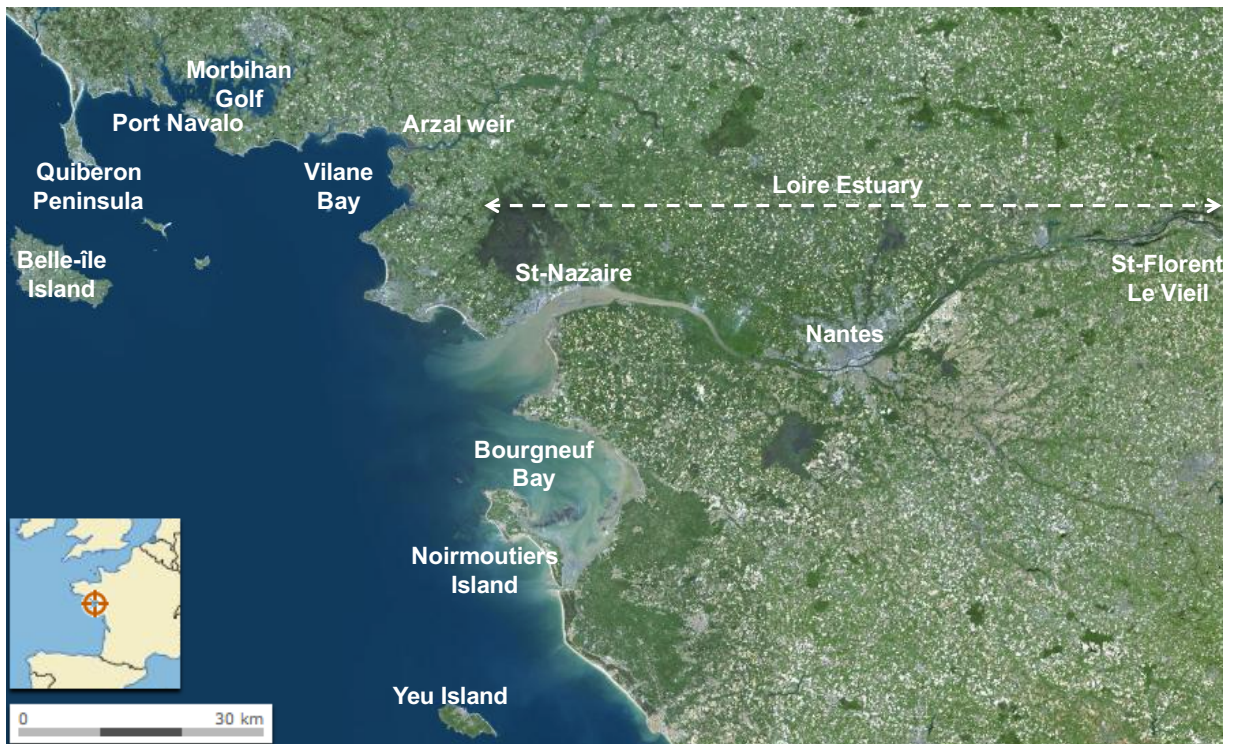 Morbihan
Golf
Port Navalo
Arzal weir
Quiberon
Peninsula
Vilane
Bay
Loire Estuary
Belle-île
Island
St-Nazaire
St-Florent
Le Vieil
Nantes
Bourgneuf
Bay
Noirmoutiers
Island
Yeu Island
0 30 km